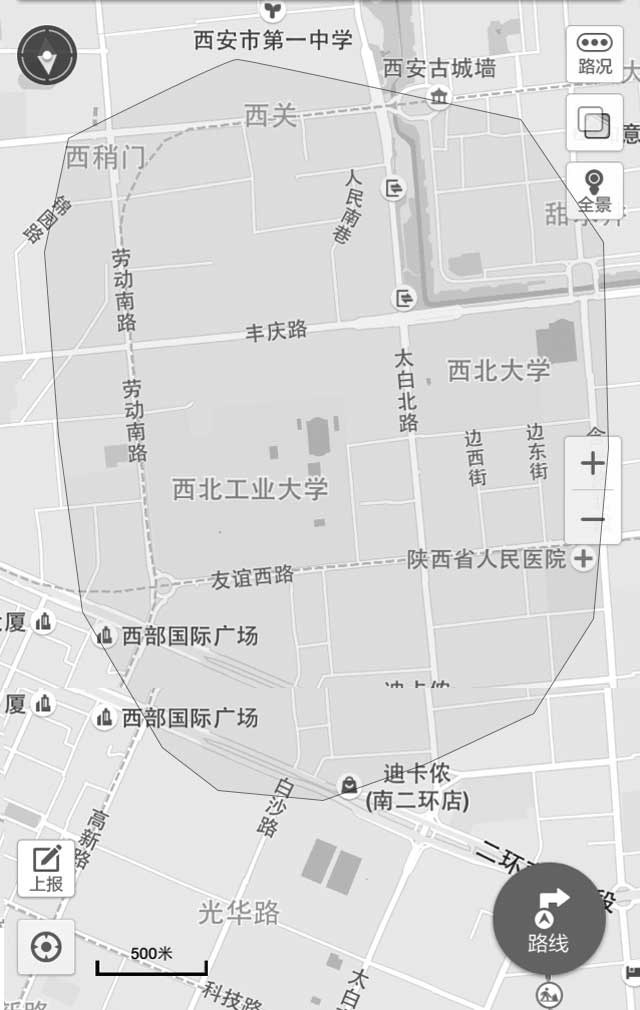 西安市第一中学
路况
西安古城墙
西关
西稍门
全景
锦园路
人民南巷
劳动南路
丰庆路
太白北路
西北大学
劳动南路
边西街
边东街
西北工业大学
陕西省人民医院
友谊西路
厦
西部国际广场
厦
西部国际广场
迪卡侬
(南二环店)
白沙路
高新路
上报
光华路
路线
500米
太白
科技路